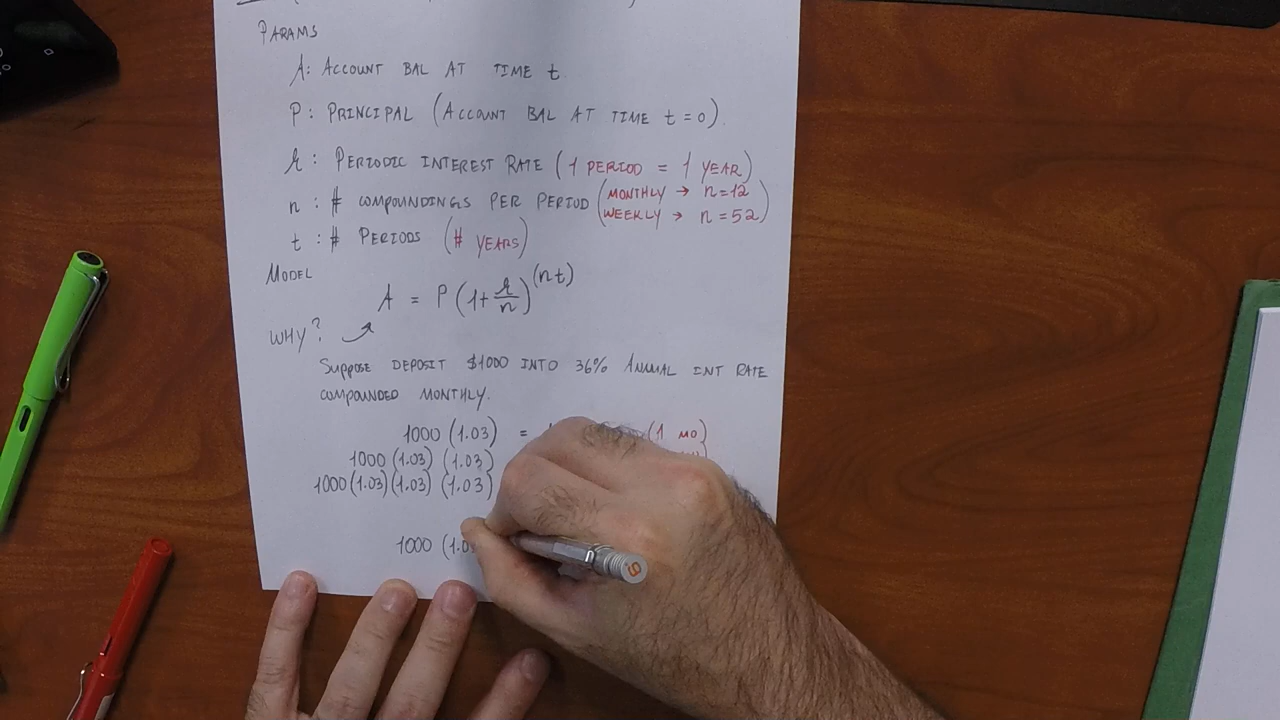 PARAMS
A: ACCOUNT BAL AT TIME t
P: PRINCIPAL (ACCOUNT BAL AT TIME t = 0).
r: PERIODIC INTEREST RATE (1 PERIOD = 1 YEAR)
n: # COMPOUNDINGS PER PERIOD (MONTHLY → n=12
WEEKLY → n=52)
t: # PERIODS (# YEARS)
MODEL
A = P(1+r/n)^(nt)
WHY?
SUPPOSE DEPOSIT $1000 INTO 36% ANNUAL INT RATE
COMPOUNDED MONTHLY.
1000 (1.03) = (1 MO)
1000 (1.03) (1.03)
1000 (1.03) (1.03) (1.03)
1000 (1.03